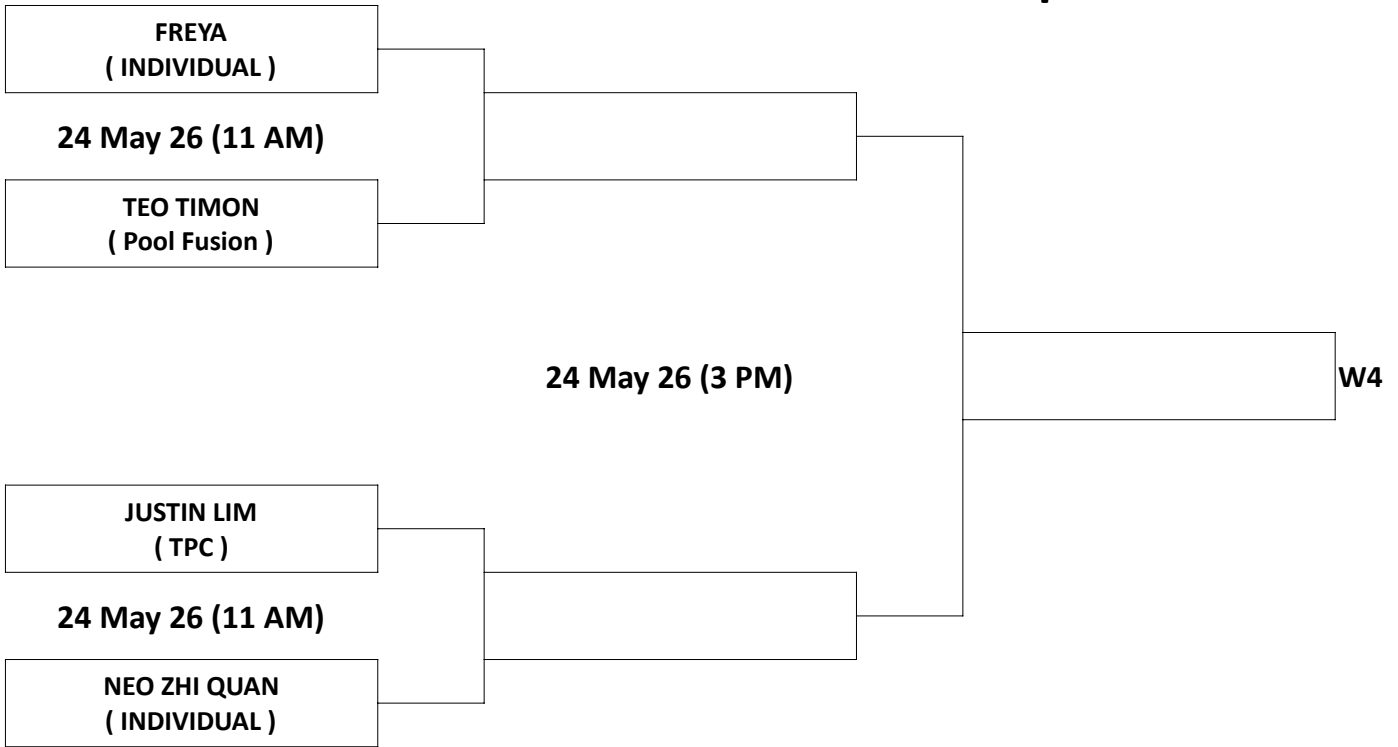 FREYA
( INDIVIDUAL )
24 May 26 (11 AM)
TEO TIMON
( Pool Fusion )
24 May 26 (3 PM)
W4
JUSTIN LIM
( TPC )
24 May 26 (11 AM)
NEO ZHI QUAN
( INDIVIDUAL )